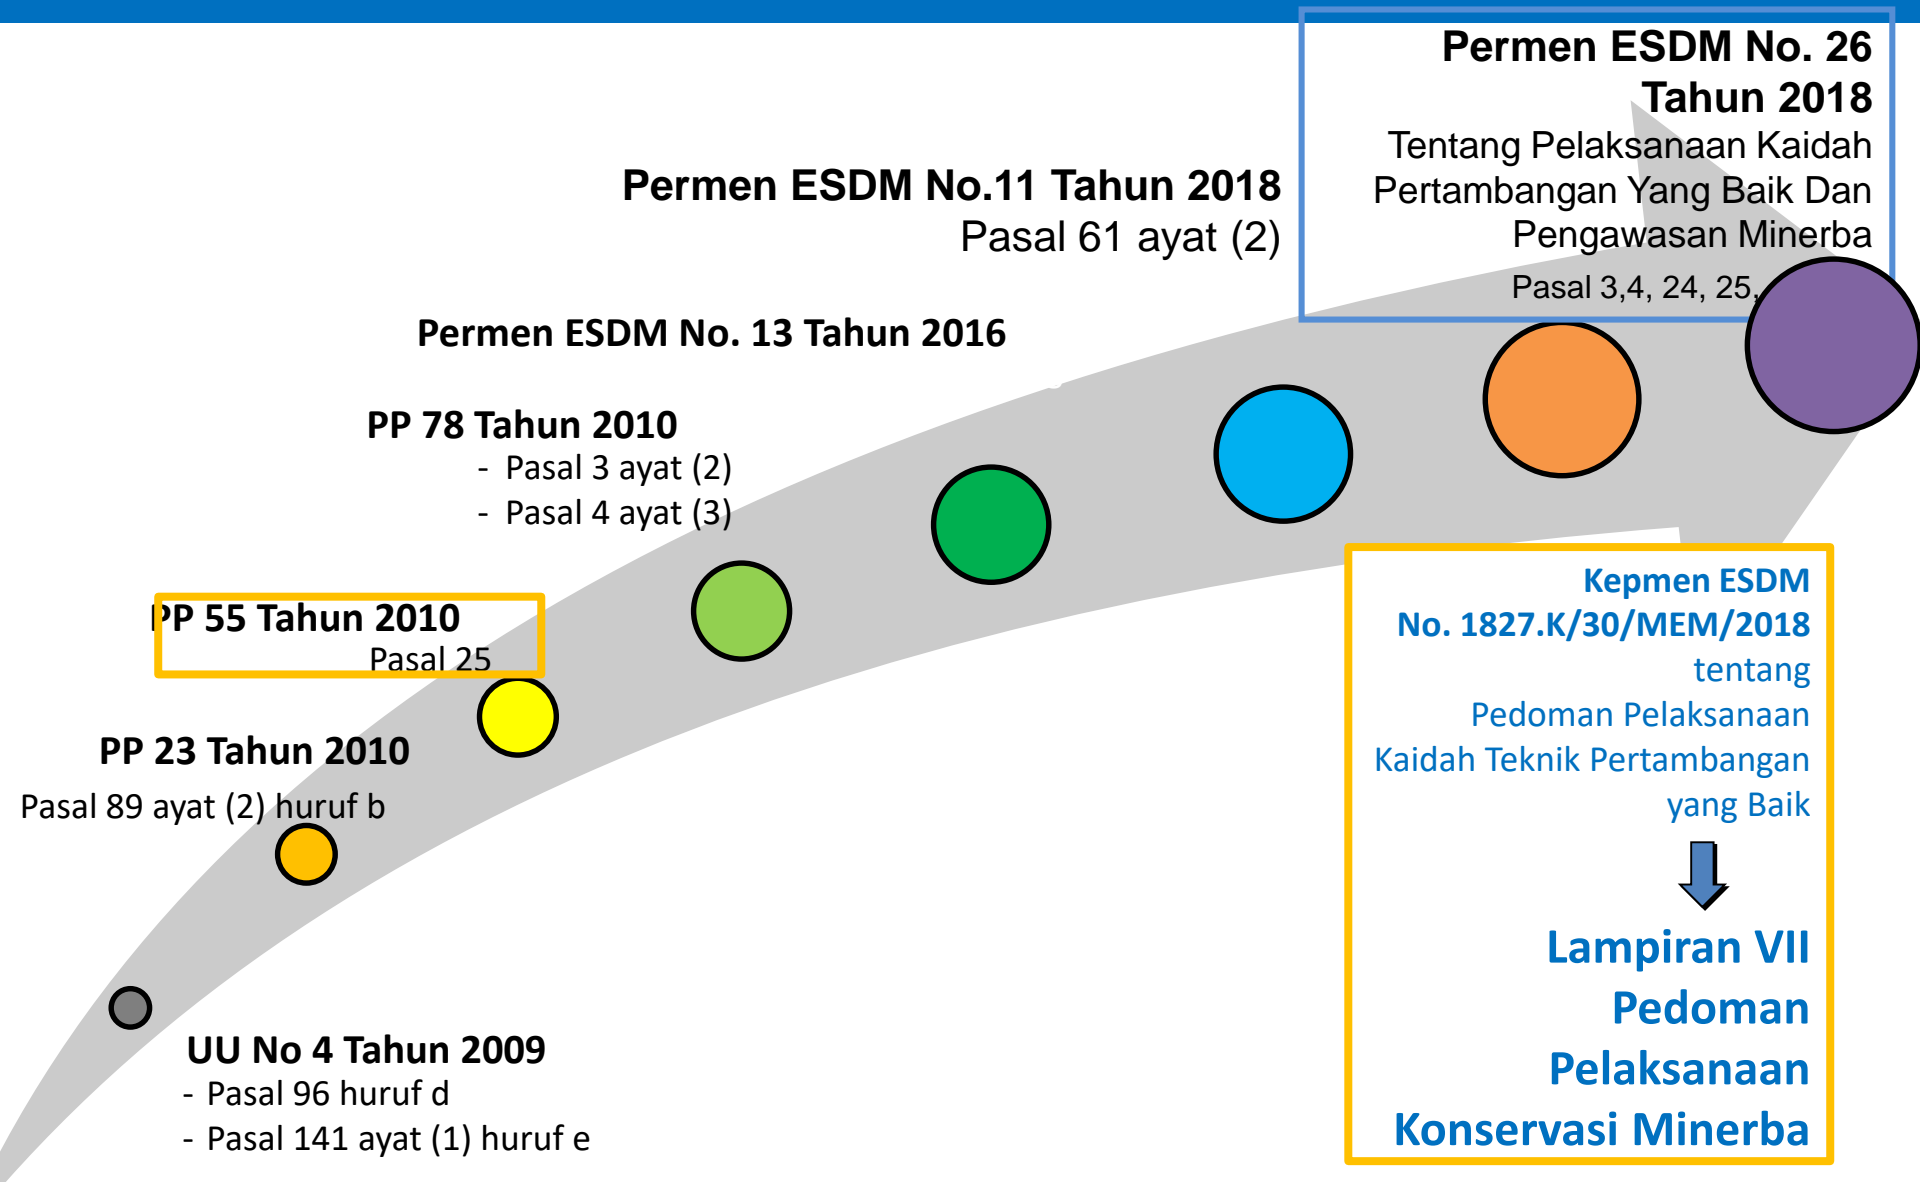 Permen ESDM No. 26
Tahun 2018
Tentang Pelaksanaan Kaidah
Pertambangan Yang Baik Dan
Pengawasan Minerba
Pasal 3,4, 24, 25,
Permen ESDM No.11 Tahun 2018
Pasal 61 ayat (2)
Permen ESDM No. 13 Tahun 2016
PP 78 Tahun 2010
- Pasal 3 ayat (2)
- Pasal 4 ayat (3)
PP 55 Tahun 2010
Pasal 25
PP 23 Tahun 2010
Pasal 89 ayat (2) huruf b
UU No 4 Tahun 2009
- Pasal 96 huruf d
- Pasal 141 ayat (1) huruf e
Kepmen ESDM
No. 1827.K/30/MEM/2018
tentang
Pedoman Pelaksanaan
Kaidah Teknik Pertambangan
yang Baik
Lampiran VII
Pedoman
Pelaksanaan
Konservasi Minerba